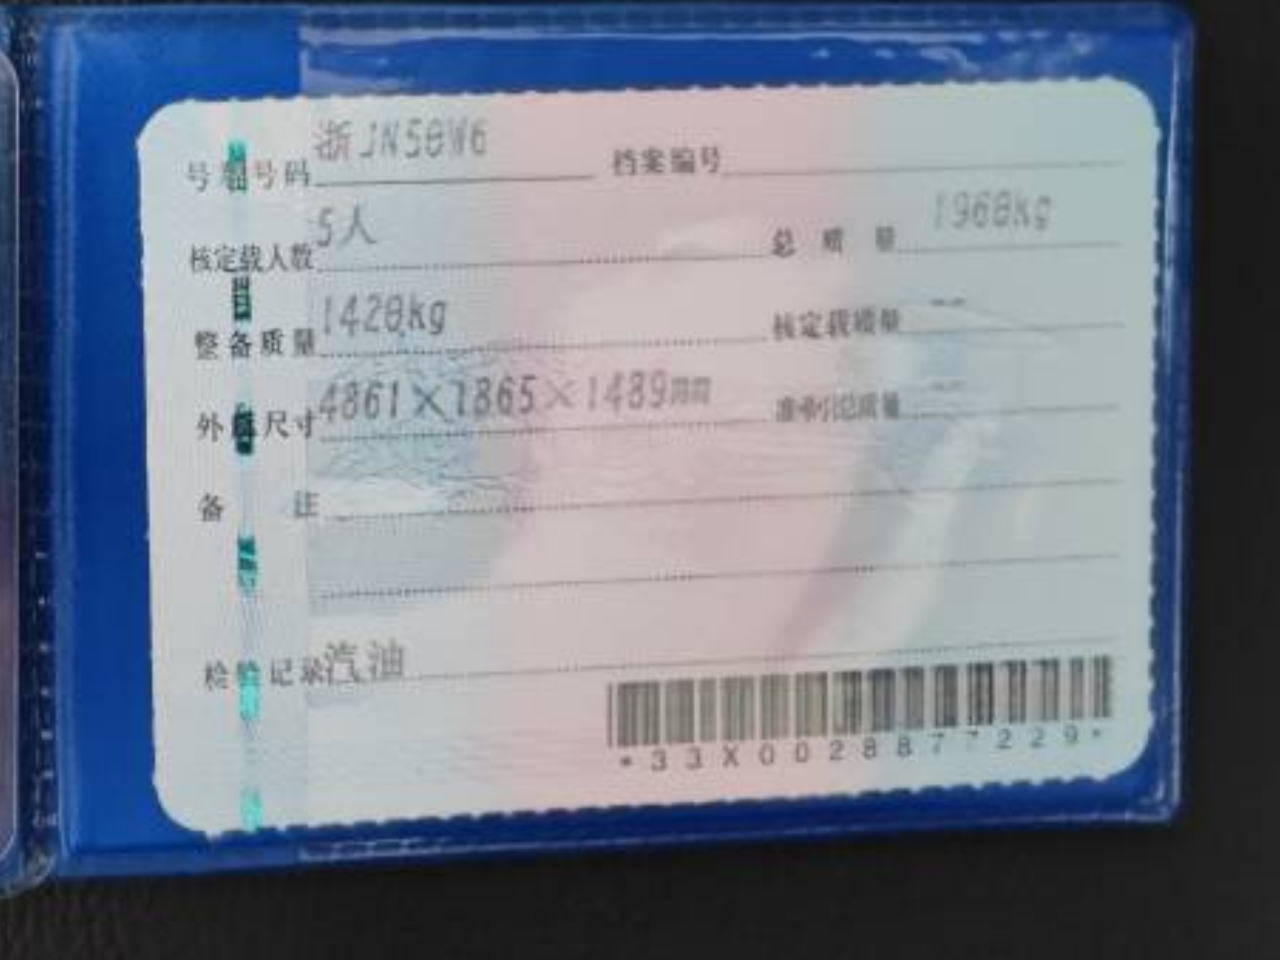 号牌号码 浙JN58W6 档案编号
核定载人数 5人 总质量 1968kg
整备质量 1428kg 核定载质量 --
外廓尺寸 4861×1865×1489mm 准牵引总质量 --
备注
检验记录 汽油
*33X0028877229*